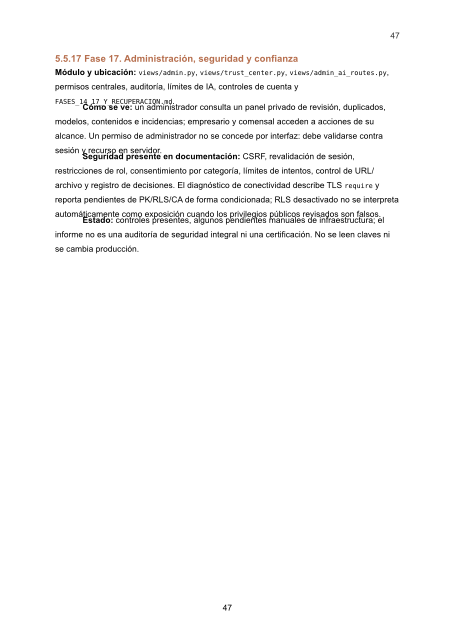 47
5.5.17 Fase 17. Administración, seguridad y confianza
Módulo y ubicación: views/admin.py, views/trust_center.py, views/admin_ai_routes.py,
permisos centrales, auditoría, límites de IA, controles de cuenta y
FASES_14_17_Y_RECUPERACION.md.
Cómo se ve: un administrador consulta un panel privado de revisión, duplicados,
modelos, contenidos e incidencias; empresario y comensal acceden a acciones de su
alcance. Un permiso de administrador no se concede por interfaz: debe validarse contra
sesión y recurso en servidor.
Seguridad presente en documentación: CSRF, revalidación de sesión,
restricciones de rol, consentimiento por categoría, límites de intentos, control de URL/
archivo y registro de decisiones. El diagnóstico de conectividad describe TLS require y
reporta pendientes de PK/RLS/CA de forma condicionada; RLS desactivado no se interpreta
automáticamente como exposición cuando los privilegios públicos revisados son falsos.
Estado: controles presentes, algunos pendientes manuales de infraestructura; el
informe no es una auditoría de seguridad integral ni una certificación. No se leen claves ni
se cambia producción.
47